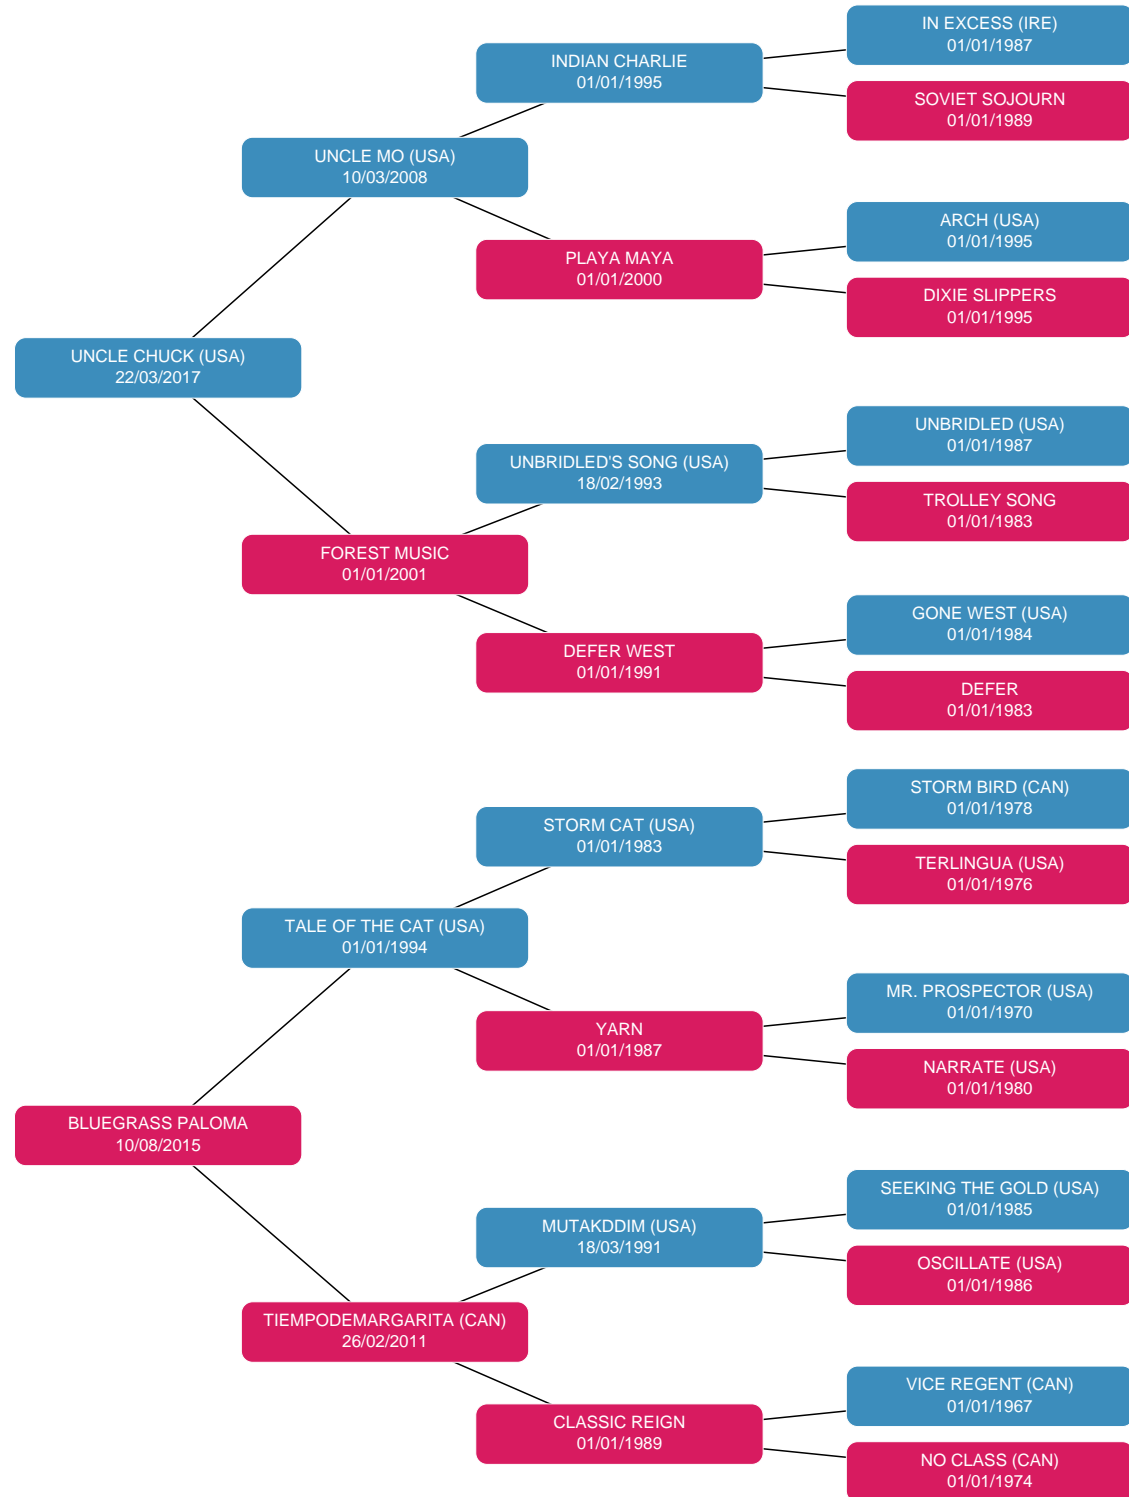 IN EXCESS (IRE)
01/01/1987
INDIAN CHARLIE
01/01/1995
SOVIET SOJOURN
01/01/1989
UNCLE MO (USA)
10/03/2008
ARCH (USA)
01/01/1995
PLAYA MAYA
01/01/2000
DIXIE SLIPPERS
01/01/1995
UNCLE CHUCK (USA)
22/03/2017
UNBRIDLED (USA)
01/01/1987
UNBRIDLED'S SONG (USA)
18/02/1993
TROLLEY SONG
01/01/1983
FOREST MUSIC
01/01/2001
GONE WEST (USA)
01/01/1984
DEFER WEST
01/01/1991
DEFER
01/01/1983
STORM BIRD (CAN)
01/01/1978
STORM CAT (USA)
01/01/1983
TERLINGUA (USA)
01/01/1976
TALE OF THE CAT (USA)
01/01/1994
MR. PROSPECTOR (USA)
01/01/1970
YARN
01/01/1987
NARRATE (USA)
01/01/1980
BLUEGRASS PALOMA
10/08/2015
SEEKING THE GOLD (USA)
01/01/1985
MUTAKDDIM (USA)
18/03/1991
OSCILLATE (USA)
01/01/1986
TIEMPODEMARGARITA (CAN)
26/02/2011
VICE REGENT (CAN)
01/01/1967
CLASSIC REIGN
01/01/1989
NO CLASS (CAN)
01/01/1974